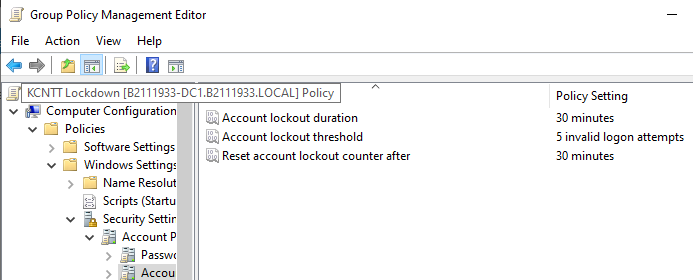 Group Policy Management Editor
File Action View Help
KCNTT Lockdown [B2111933-DC1.B2111933.LOCAL] Policy
Policy Setting
Computer Configuration
Policies
Software Settings
Windows Settings
Name Resolut
Scripts (Startu
Security Settin
Account P
Passwo
Accou
Account lockout duration 30 minutes
Account lockout threshold 5 invalid logon attempts
Reset account lockout counter after 30 minutes